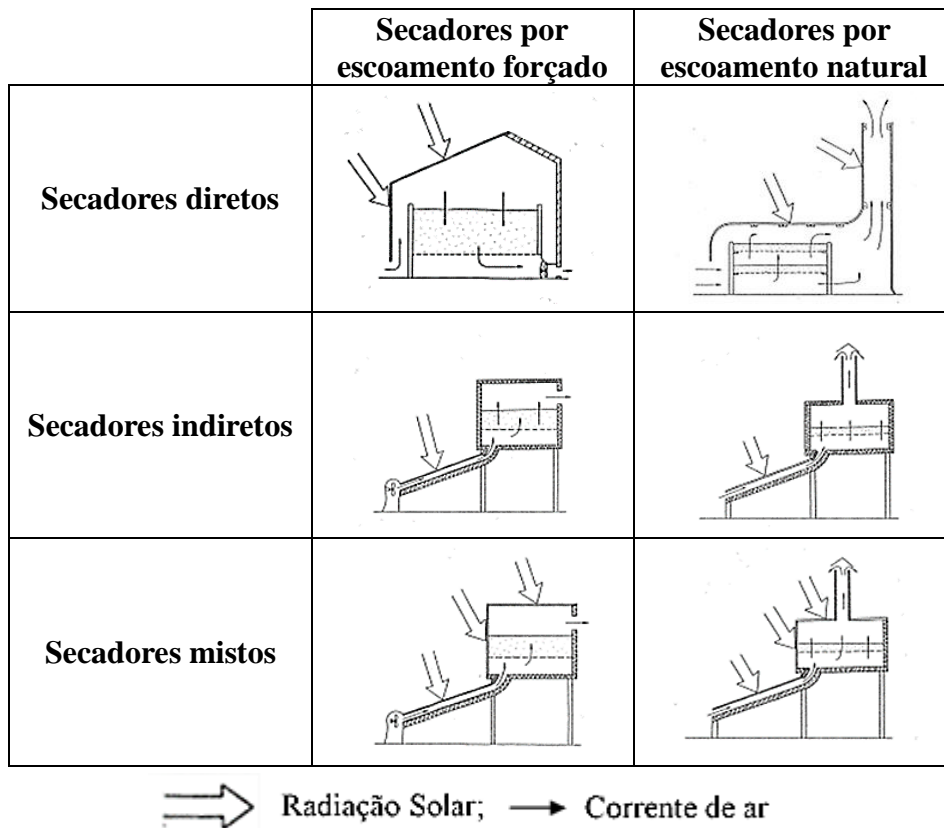 Secadores por
escoamento forçado
Secadores por
escoamento natural
Secadores diretos
Secadores indiretos
Secadores mistos
Radiação Solar;
Corrente de ar